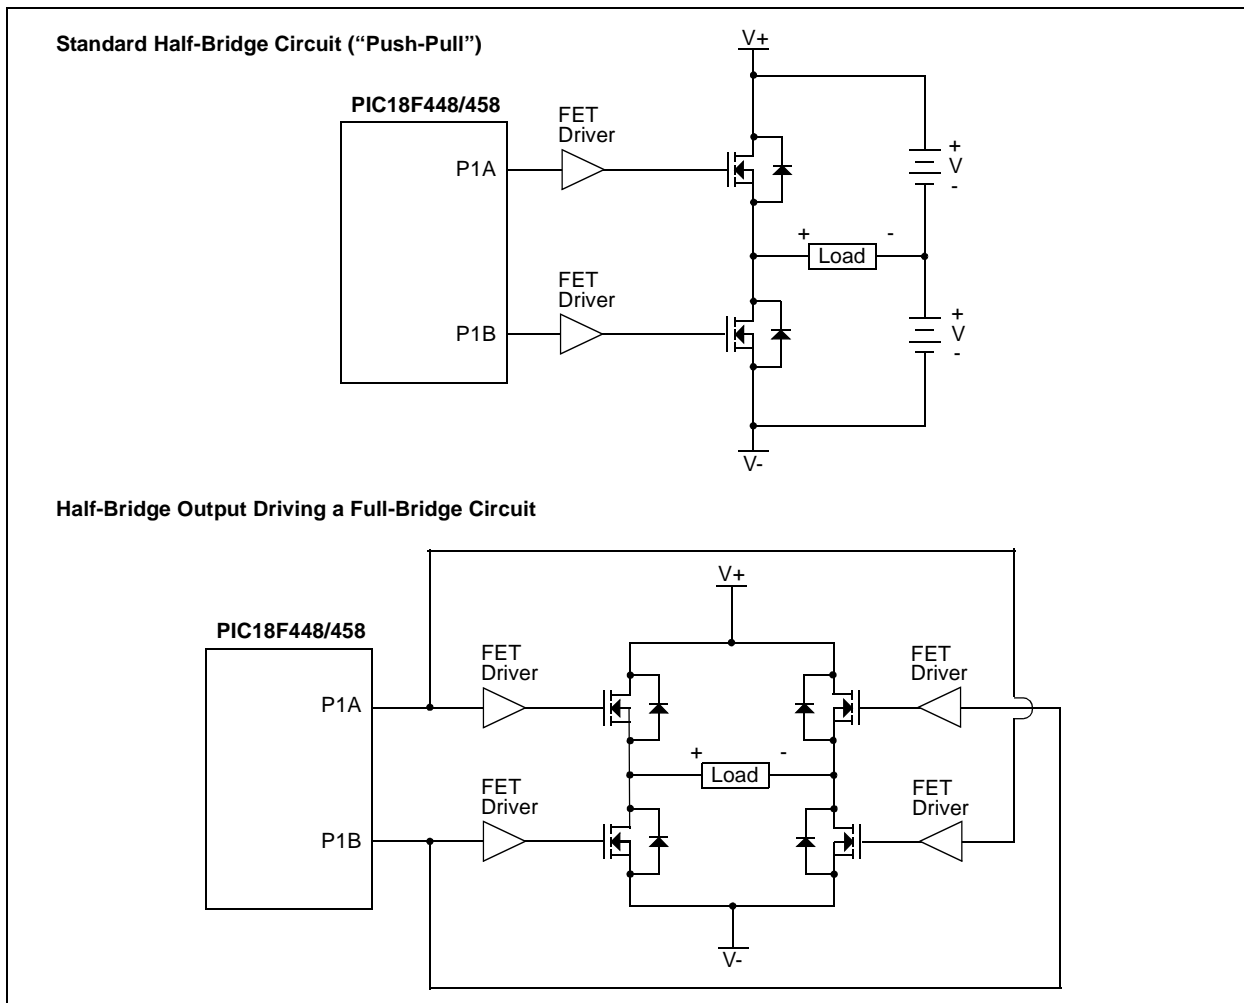 Standard Half-Bridge Circuit (“Push-Pull”)
V+
PIC18F448/458
FET
Driver
P1A
+
V
-
+ -
Load
FET
Driver
P1B
+
V
-
V-
Half-Bridge Output Driving a Full-Bridge Circuit
V+
PIC18F448/458
FET
Driver
FET
Driver
P1A
+ -
Load
FET
Driver
FET
Driver
P1B
V-